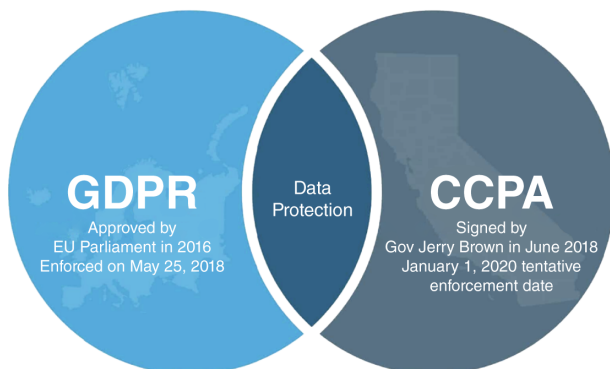 GDPR
Approved by
EU Parliament in 2016
Enforced on May 25, 2018
Data
Protection
CCPA
Signed by
Gov Jerry Brown in June 2018
January 1, 2020 tentative
enforcement date